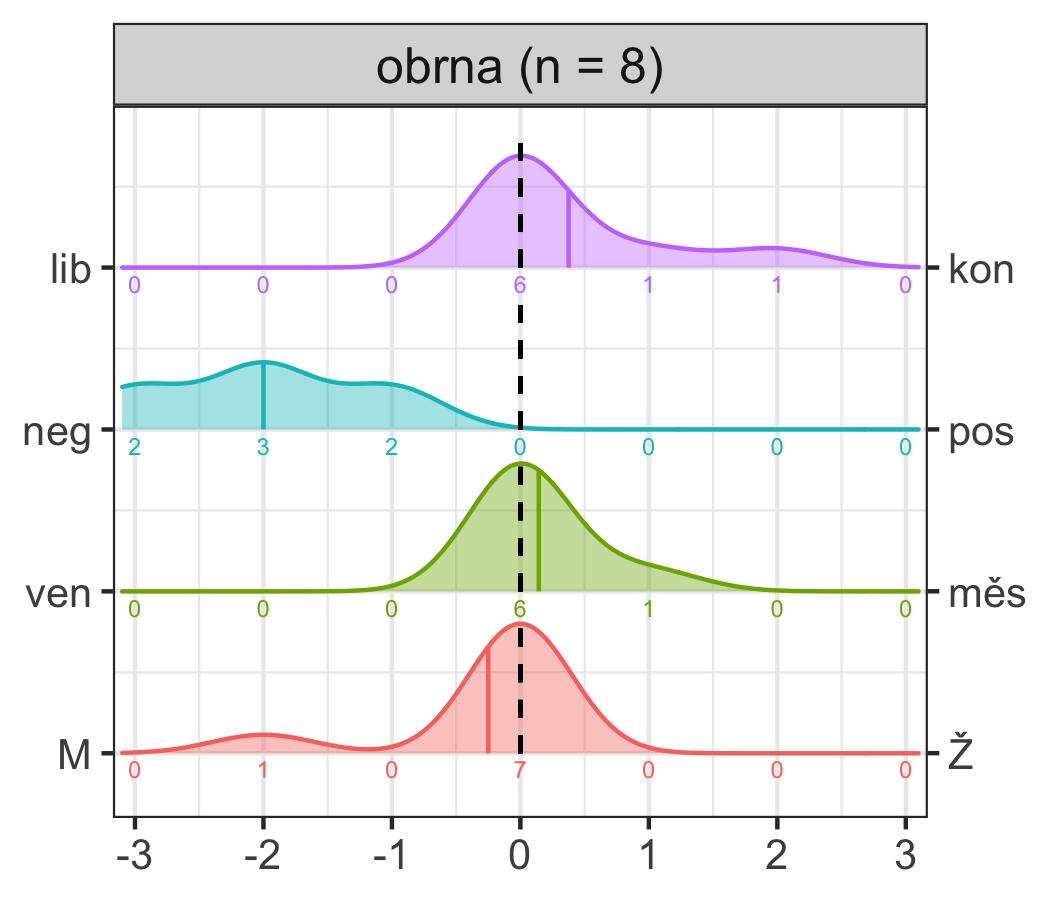 obrna (n = 8)
lib kon
0 0 0 6 1 1 0
neg pos
2 3 2 0 0 0 0
ven měs
0 0 0 6 1 0 0
M Ž
0 1 0 7 0 0 0
-3 -2 -1 0 1 2 3